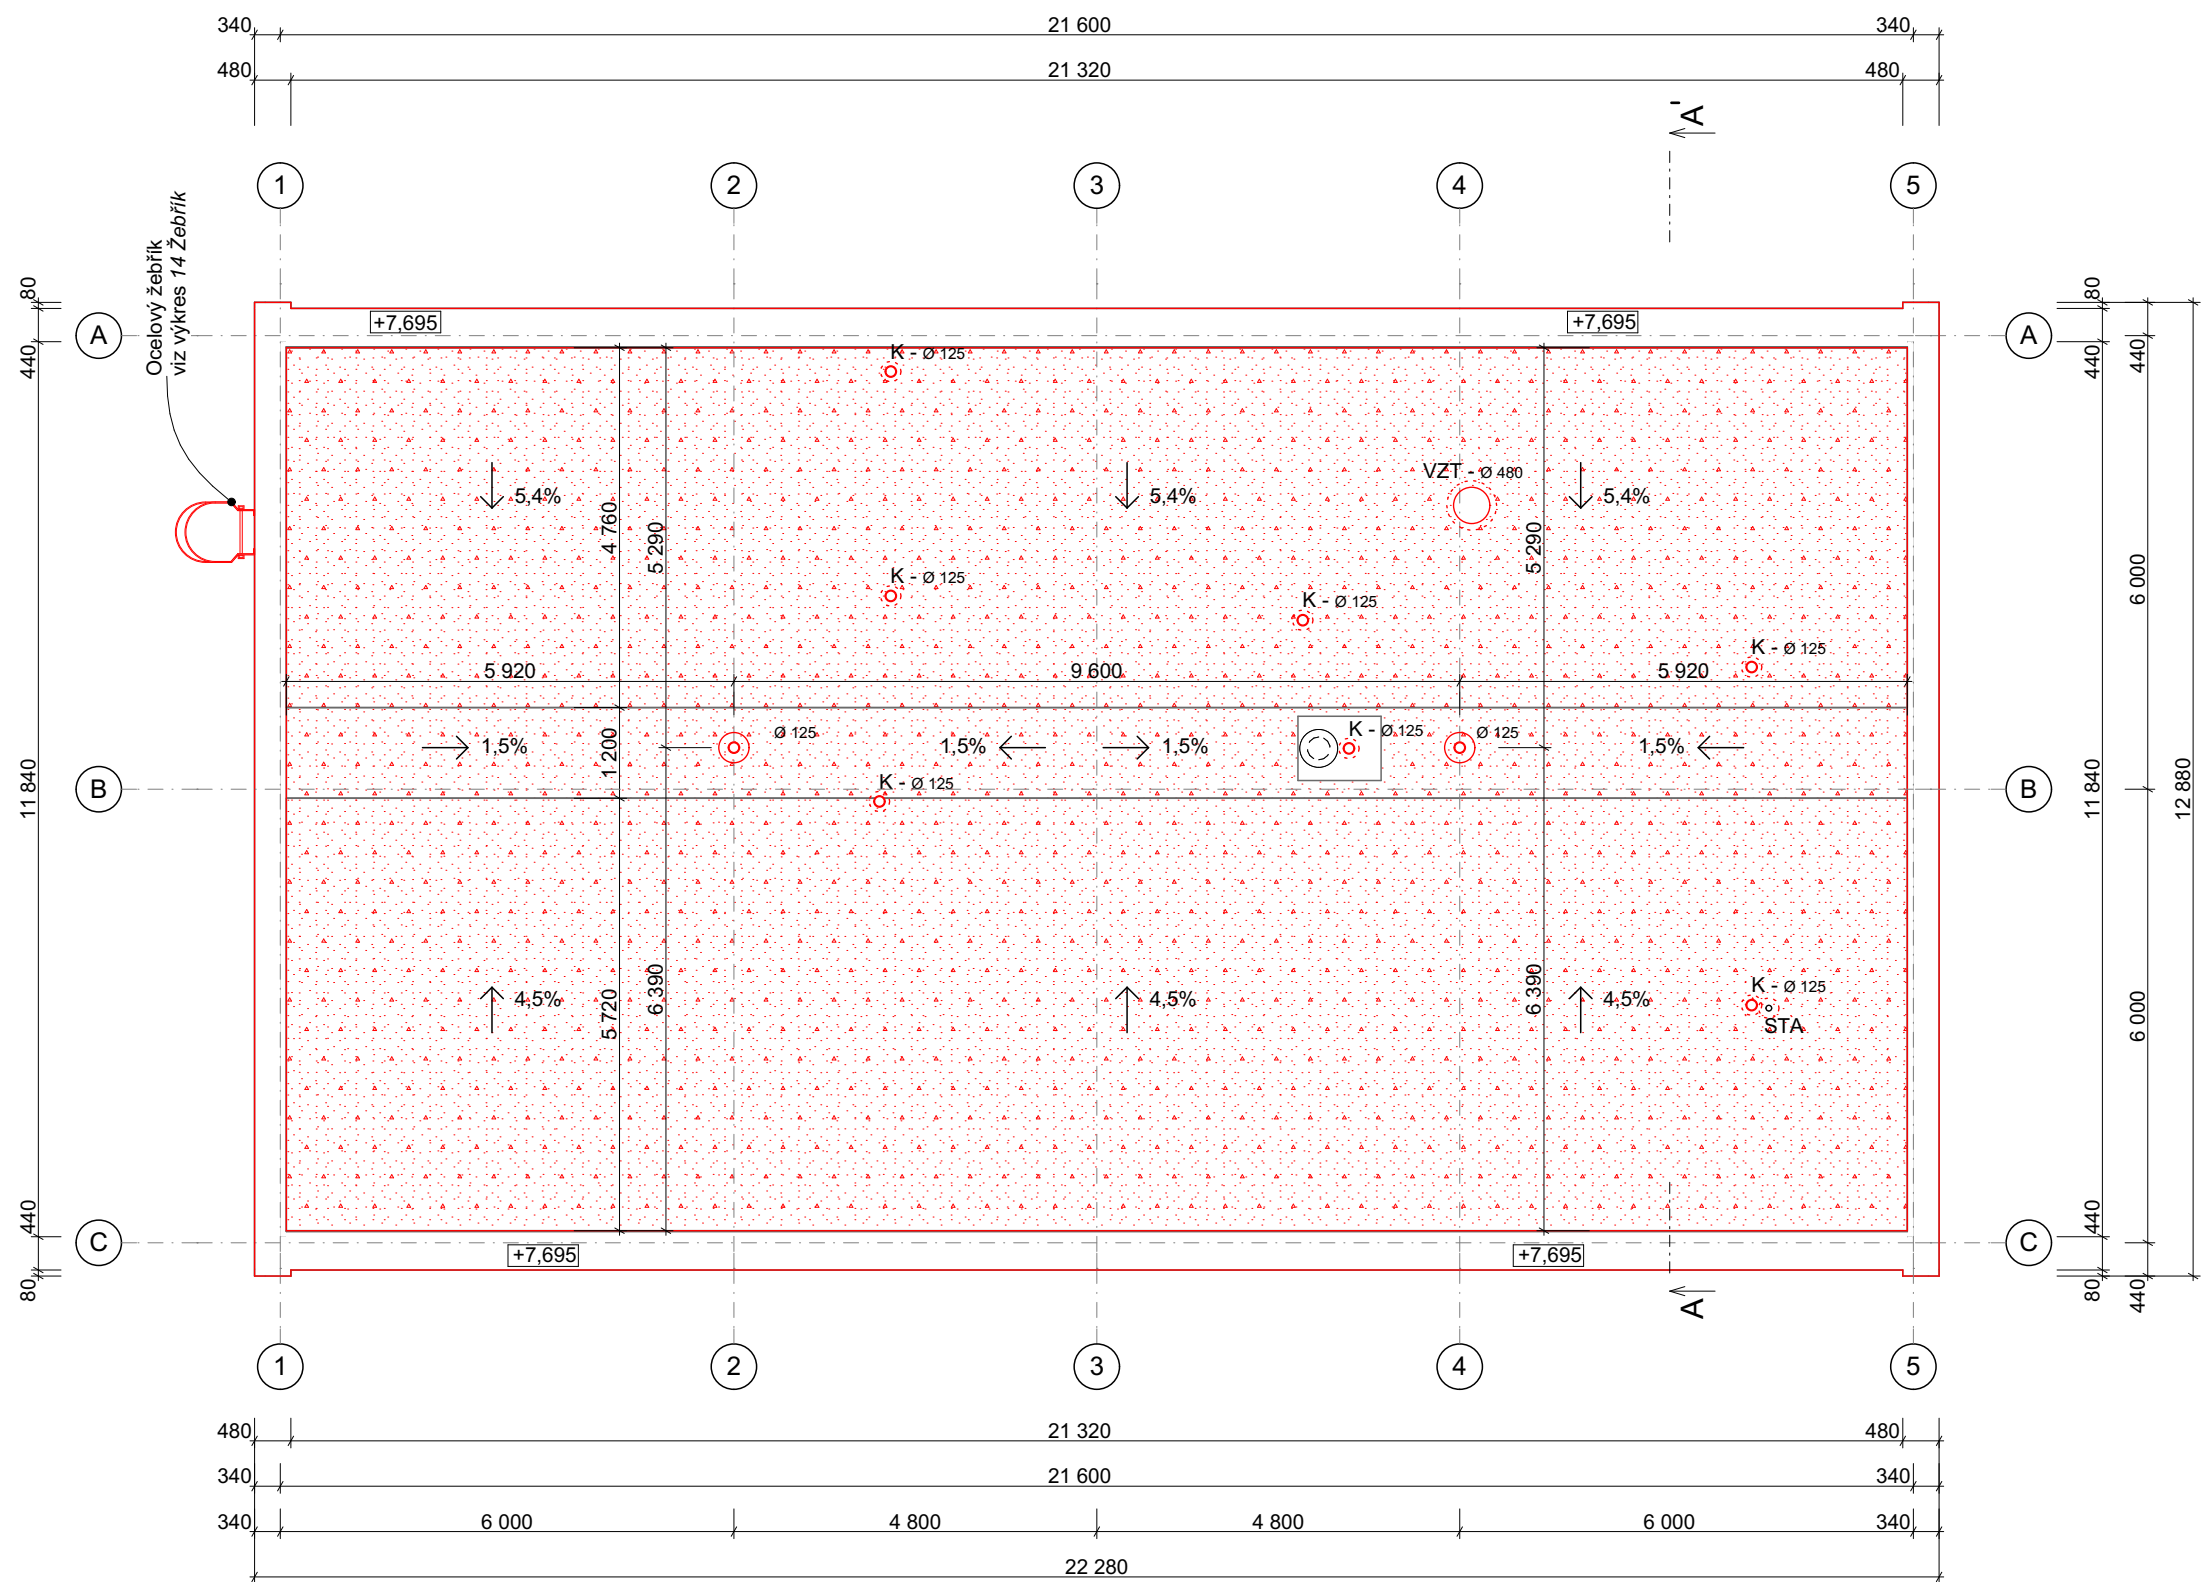 340 21 600 340
480 21 320 480
A'
1 2 3 4 5
Ocelový žebřík
viz výkres 14 Žebřík
80
440
11 840
440
80
A
B
C
+7,695
+7,695
K - Ø 125
VZT - Ø 480
5,4%
5,4%
5,4%
4 760
5 290
5 290
K - Ø 125
K - Ø 125
K - Ø 125
5 920 9 600 5 920
1 200
1,5%
Ø 125
1,5%
1,5%
K - Ø 125
Ø 125
1,5%
K - Ø 125
4,5%
4,5%
4,5%
5 720
6 390
6 390
K - Ø 125
STA
+7,695
+7,695
A
B
C
80
440
11 840
440
80
440
6 000
6 000
440
12 880
A
1 2 3 4 5
480 21 320 480
340 21 600 340
340 6 000 4 800 4 800 6 000 340
22 280